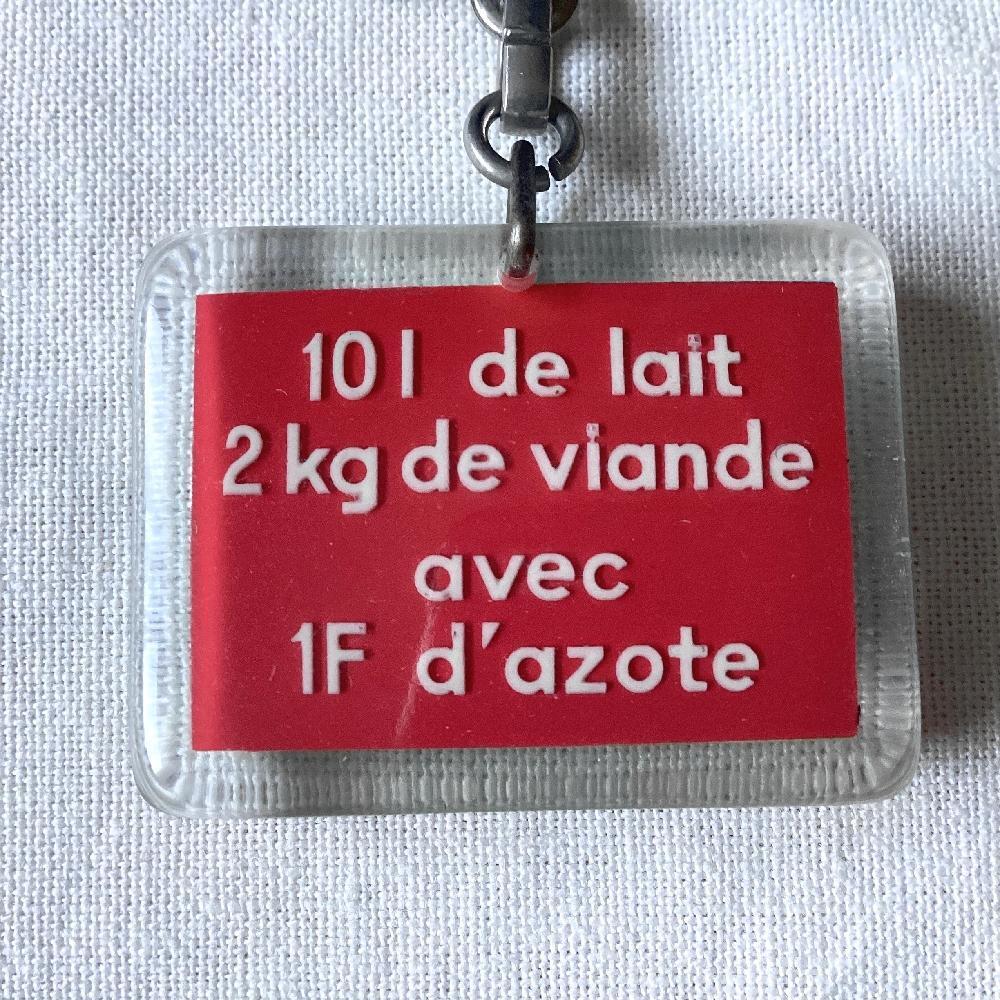 10 l de lait
2 kg de viande
avec
1F d'azote